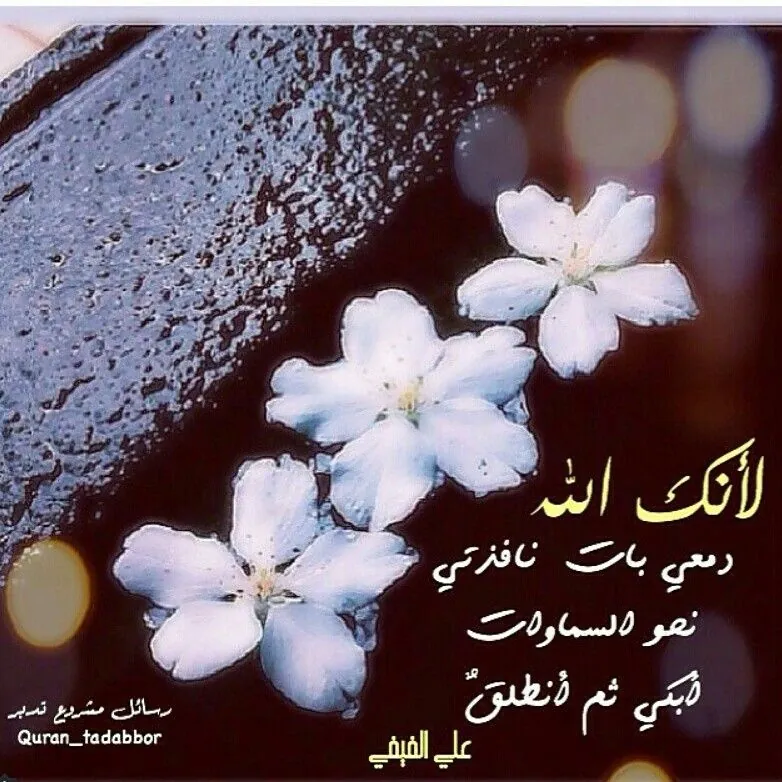 لأنك الله
دمعي بات نافذتي
نحو السماوات
أبكي ثم أنطلقٌ
علي الفيفي
رسائل مشروع تدبر
Quran_tadabbor